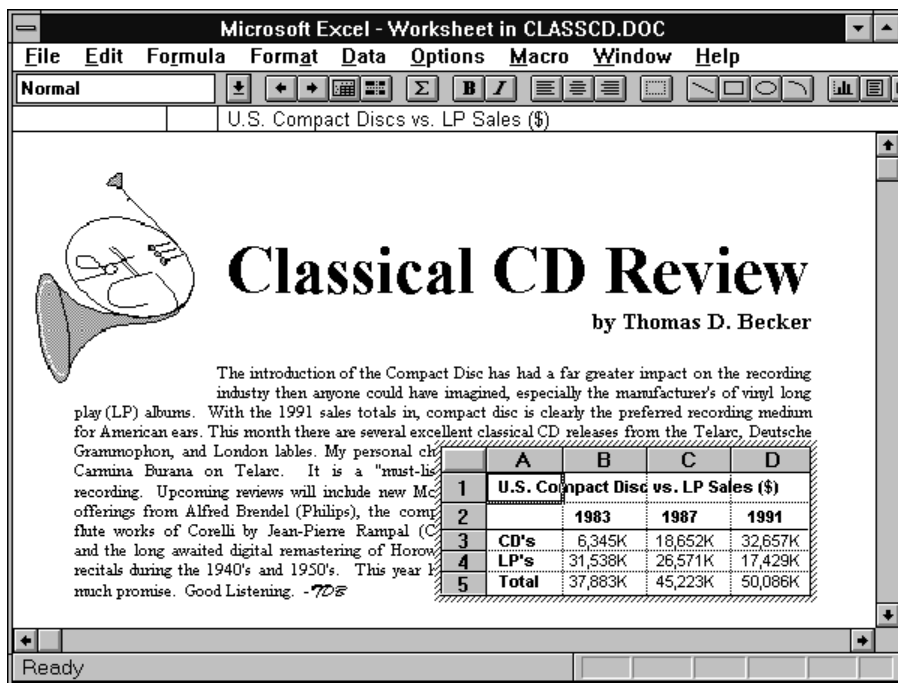 Microsoft Excel - Worksheet in CLASSCD.DOC
File Edit Formula Format Data Options Macro Window Help
Normal Σ B I
U.S. Compact Discs vs. LP Sales ($)
Classical CD Review
by Thomas D. Becker
The introduction of the Compact Disc has had a far greater impact on the recording
industry then anyone could have imagined, especially the manufacturer's of vinyl long
play (LP) albums. With the 1991 sales totals in, compact disc is clearly the preferred recording medium
for American ears. This month there are several excellent classical CD releases from the Telarc, Deutsche
Grammophon, and London lables. My personal ch
Carmina Burana on Telarc. It is a "must-lis
recording. Upcoming reviews will include new Mc
offerings from Alfred Brendel (Philips), the comp
flute works of Corelli by Jean-Pierre Rampal (C
and the long awaited digital remastering of Horow
recitals during the 1940's and 1950's. This year h
much promise. Good Listening. -TDB
A B C D
1 U.S. Compact Disc vs. LP Sales ($)
2 1983 1987 1991
3 CD's 6,345K 18,652K 32,657K
4 LP's 31,538K 26,571K 17,429K
5 Total 37,883K 45,223K 50,086K
Ready